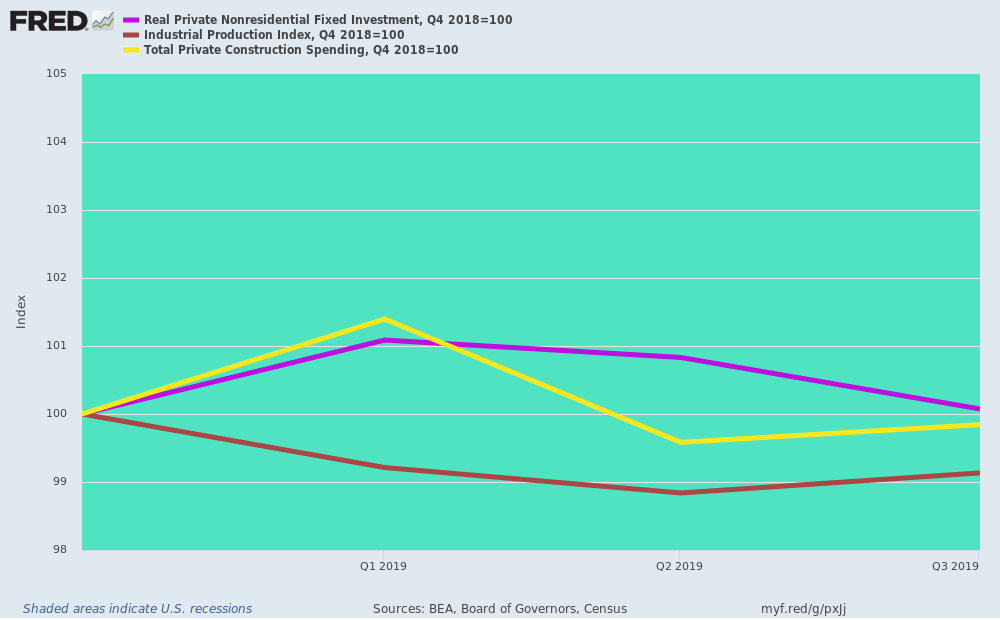 FRED
Real Private Nonresidential Fixed Investment, Q4 2018=100
Industrial Production Index, Q4 2018=100
Total Private Construction Spending, Q4 2018=100
105
104
103
102
101
100
99
98
Index
Q1 2019
Q2 2019
Q3 2019
Shaded areas indicate U.S. recessions
Sources: BEA, Board of Governors, Census
myf.red/g/pxJj